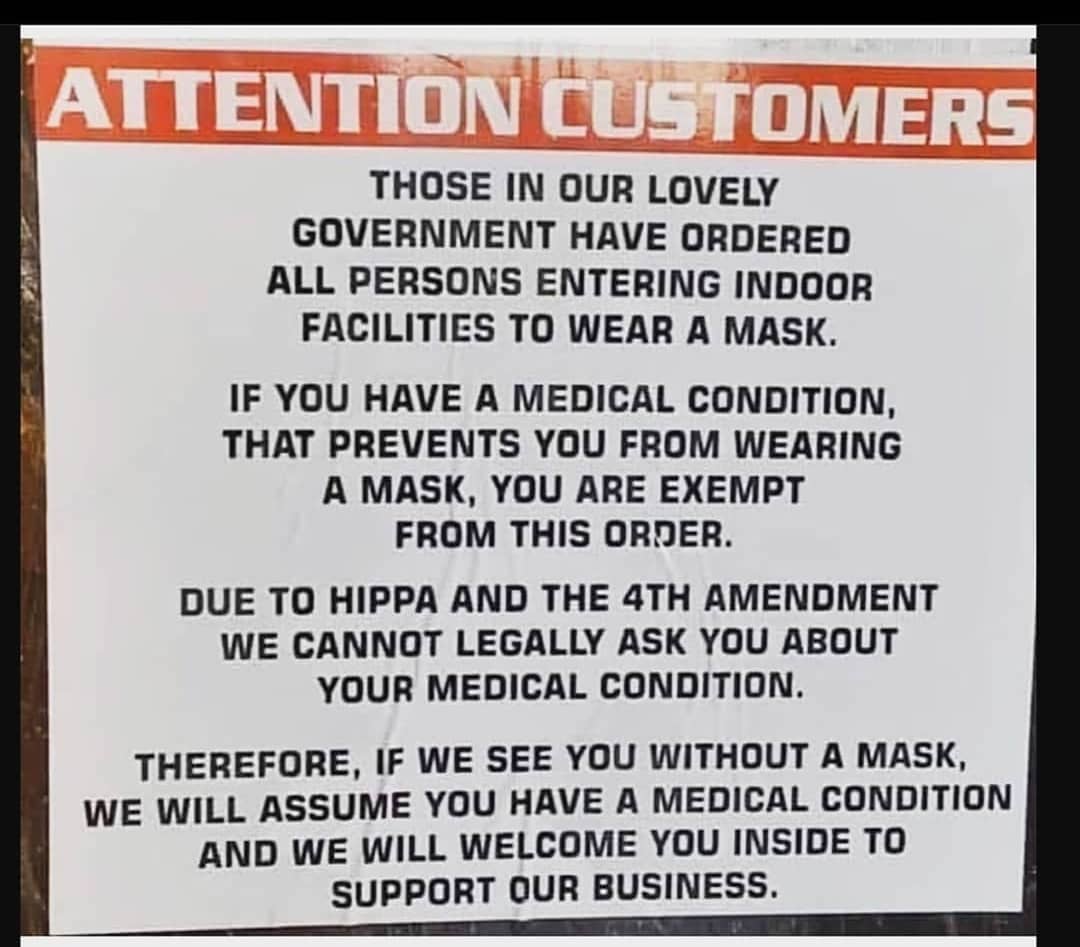 ATTENTION CUSTOMERS
THOSE IN OUR LOVELY
GOVERNMENT HAVE ORDERED
ALL PERSONS ENTERING INDOOR
FACILITIES TO WEAR A MASK.
IF YOU HAVE A MEDICAL CONDITION,
THAT PREVENTS YOU FROM WEARING
A MASK, YOU ARE EXEMPT
FROM THIS ORDER.
DUE TO HIPPA AND THE 4TH AMENDMENT
WE CANNOT LEGALLY ASK YOU ABOUT
YOUR MEDICAL CONDITION.
THEREFORE, IF WE SEE YOU WITHOUT A MASK,
WE WILL ASSUME YOU HAVE A MEDICAL CONDITION
AND WE WILL WELCOME YOU INSIDE TO
SUPPORT OUR BUSINESS.